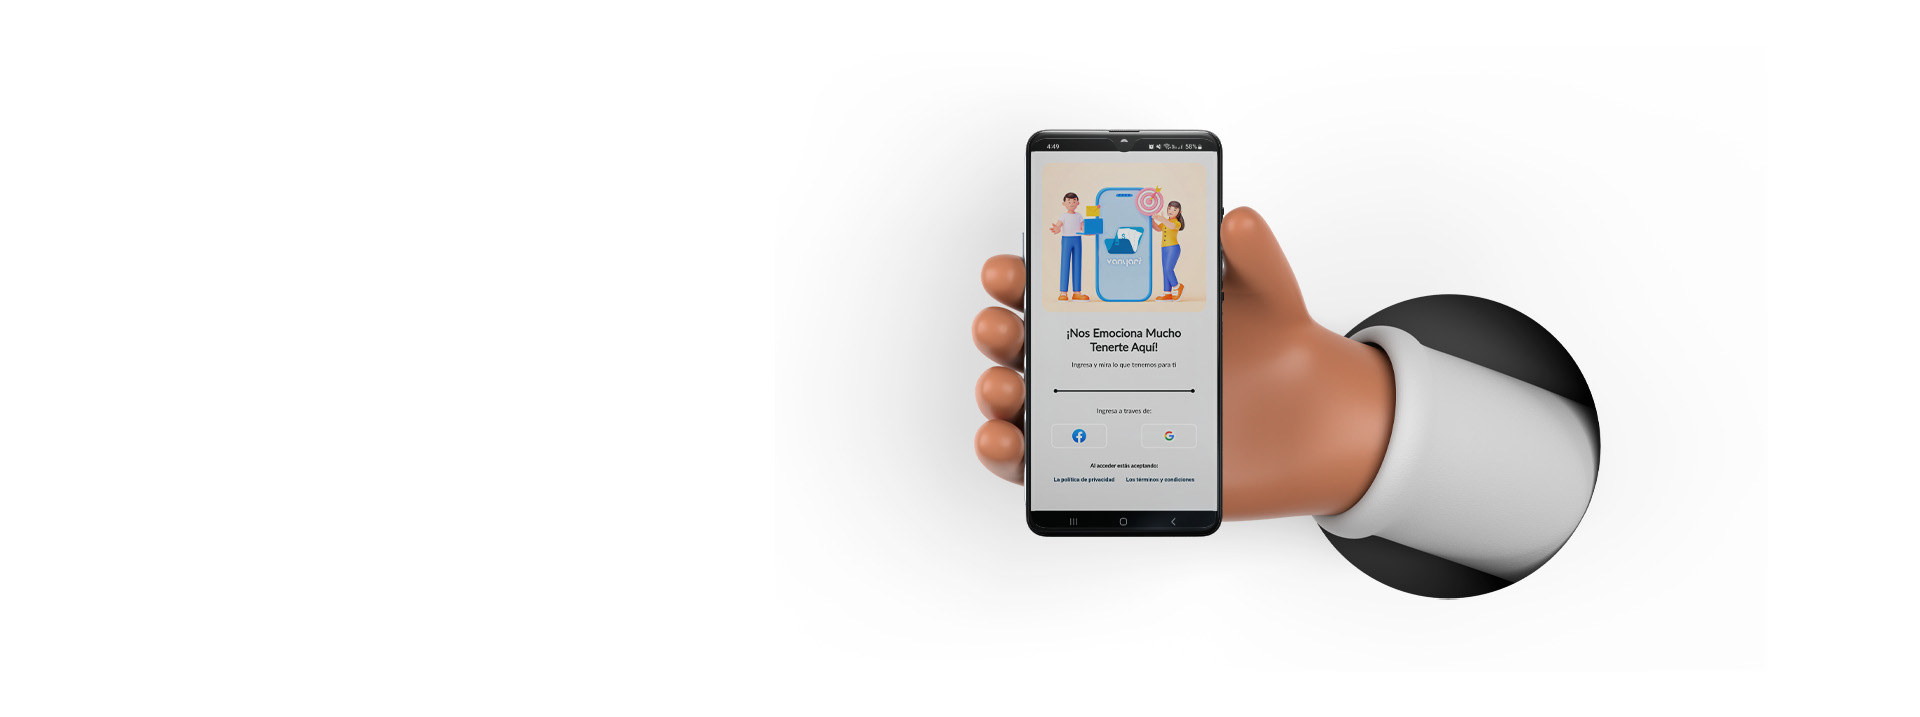 4:49
58%
vanyari
¡Nos Emociona Mucho
Tenerte Aquí!
Ingresa y mira lo que tenemos para ti
Ingresa a traves de:
Al acceder estás aceptando:
La política de privacidad Los términos y condiciones